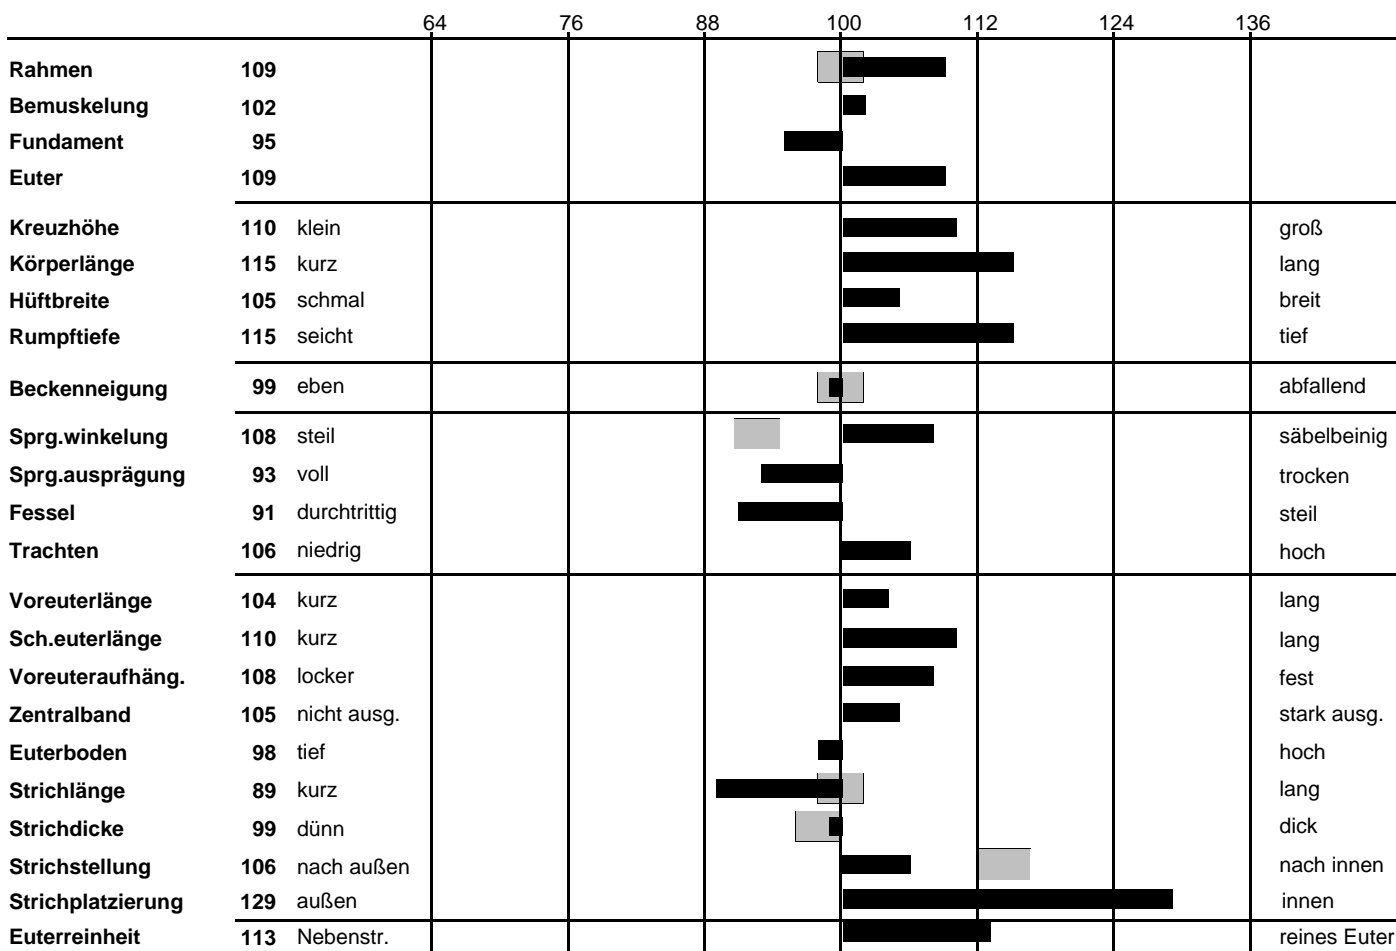 64 76 88 100 112 124 136
Rahmen 109
Bemuskelung 102
Fundament 95
Euter 109
Kreuzhöhe 110 klein groß
Körperlänge 115 kurz lang
Hüftbreite 105 schmal breit
Rumpftiefe 115 seicht tief
Beckenneigung 99 eben abfallend
Sprg.winkelung 108 steil säbelbeinig
Sprg.ausprägung 93 voll trocken
Fessel 91 durchtrittig steil
Trachten 106 niedrig hoch
Voreuterlänge 104 kurz lang
Sch.euterlänge 110 kurz lang
Voreuteraufhäng. 108 locker fest
Zentralband 105 nicht ausg. stark ausg.
Euterboden 98 tief hoch
Strichlänge 89 kurz lang
Strichdicke 99 dünn dick
Strichstellung 106 nach außen nach innen
Strichplatzierung 129 außen innen
Euterreinheit 113 Nebenstr. reines Euter